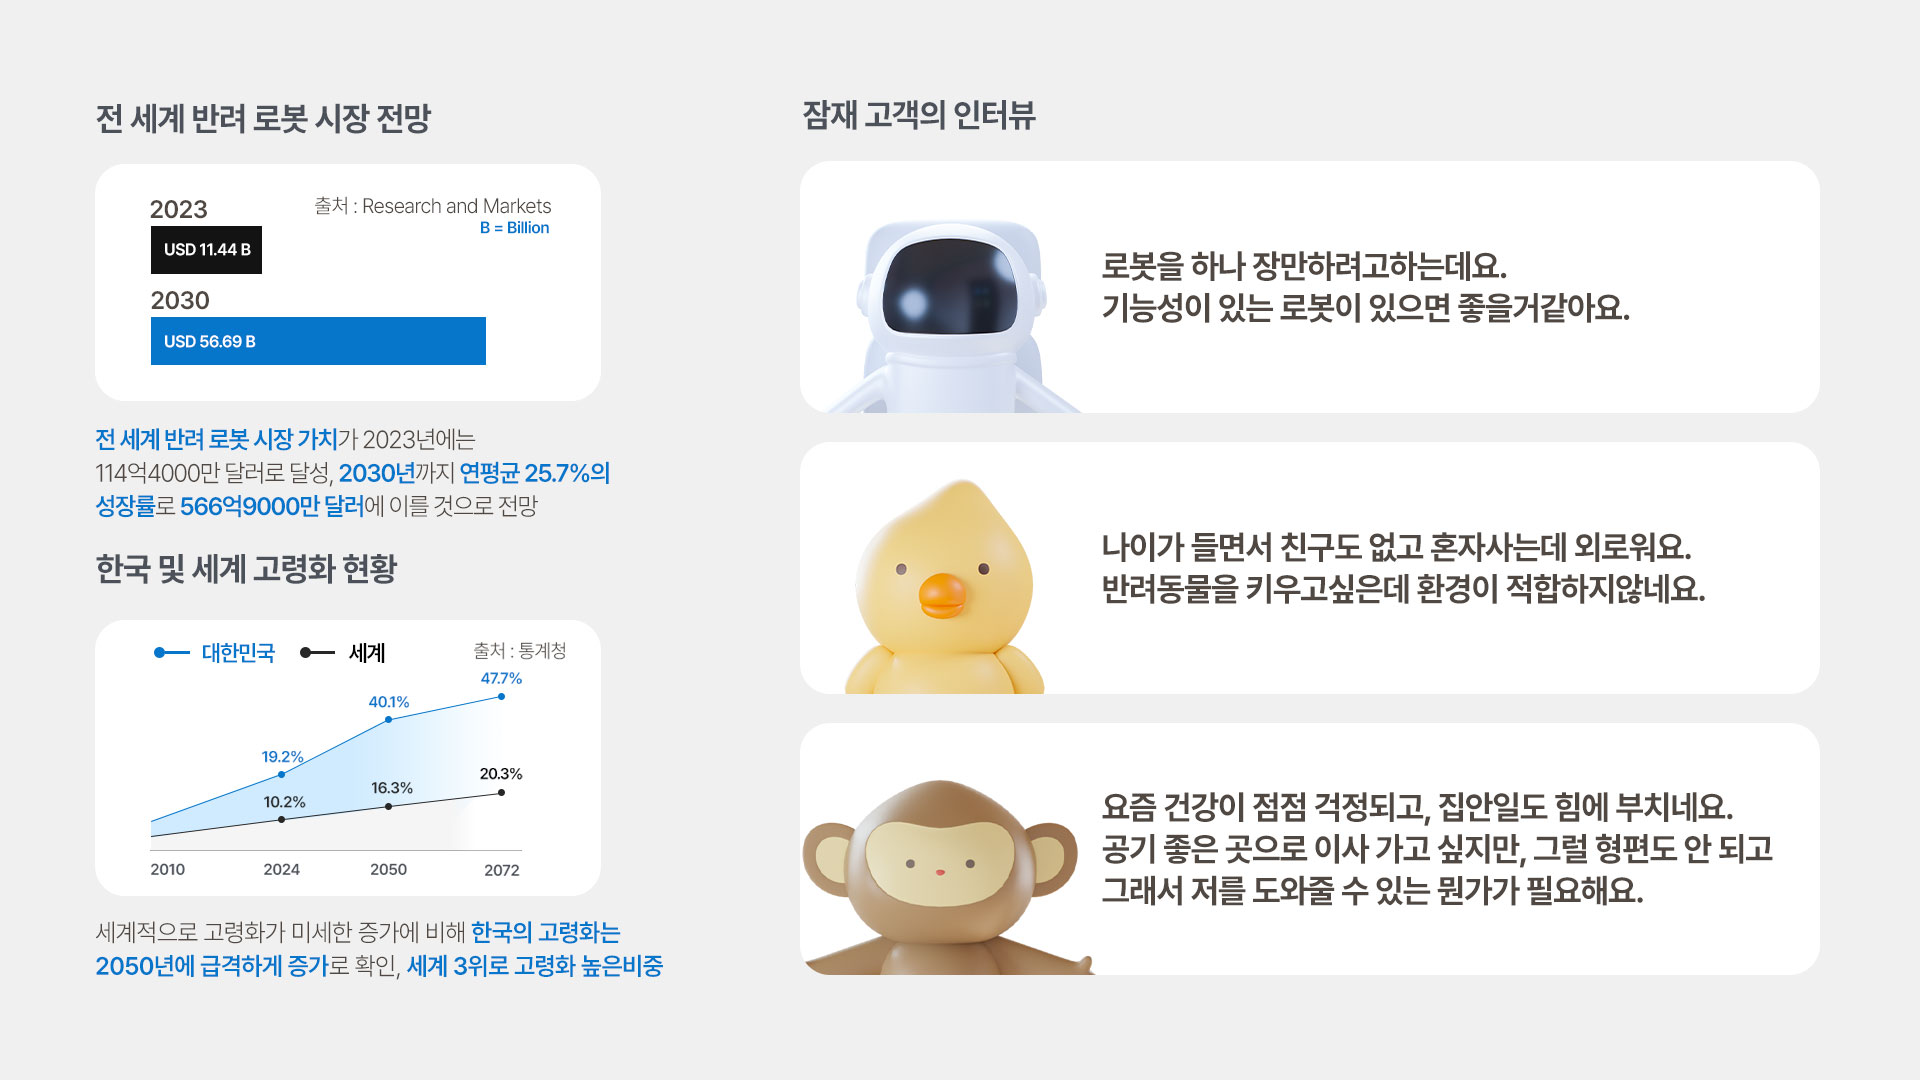 전 세계 반려 로봇 시장 전망
2023
출처 : Research and Markets
B = Billion
USD 11.44 B
2030
USD 56.69 B
전 세계 반려 로봇 시장 가치가 2023년에는
114억4000만 달러로 달성, 2030년까지 연평균 25.7%의
성장률로 566억9000만 달러에 이를 것으로 전망
한국 및 세계 고령화 현황
대한민국
세계
출처 : 통계청
47.7%
40.1%
19.2%
20.3%
16.3%
10.2%
2010
2024
2050
2072
세계적으로 고령화가 미세한 증가에 비해 한국의 고령화는
2050년에 급격하게 증가로 확인, 세계 3위로 고령화 높은비중
잠재 고객의 인터뷰
로봇을 하나 장만하려고하는데요.
기능성이 있는 로봇이 있으면 좋을거같아요.
나이가 들면서 친구도 없고 혼자사는데 외로워요.
반려동물을 키우고싶은데 환경이 적합하지않네요.
요즘 건강이 점점 걱정되고, 집안일도 힘에 부치네요.
공기 좋은 곳으로 이사 가고 싶지만, 그럴 형편도 안 되고
그래서 저를 도와줄 수 있는 뭔가가 필요해요.